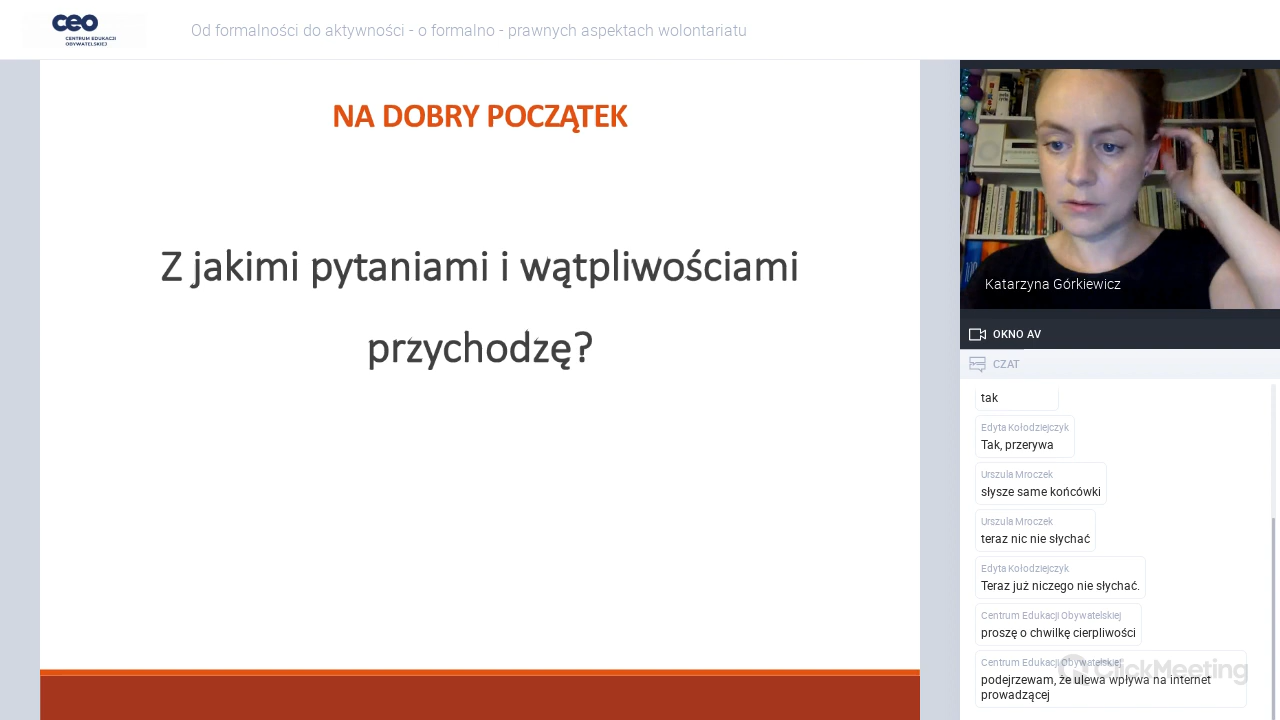 ceo
CENTRUM EDUKACJI
OBYWATELSKIEJ
Od formalności do aktywności - o formalno - prawnych aspektach wolontariatu
NA DOBRY POCZĄTEK
Z jakimi pytaniami i wątpliwościami
przychodzę?
Katarzyna Górkiewicz
OKNO AV
CZAT
tak
Edyta Kołodziejczyk
Tak, przerywa
Urszula Mroczek
słysze same końcówki
Urszula Mroczek
teraz nic nie słychać
Edyta Kołodziejczyk
Teraz już niczego nie słychać.
Centrum Edukacji Obywatelskiej
proszę o chwilkę cierpliwości
Centrum Edukacji Obywatelskiej
ClickMeeting
podejrzewam, że ulewa wpływa na internet
prowadzącej